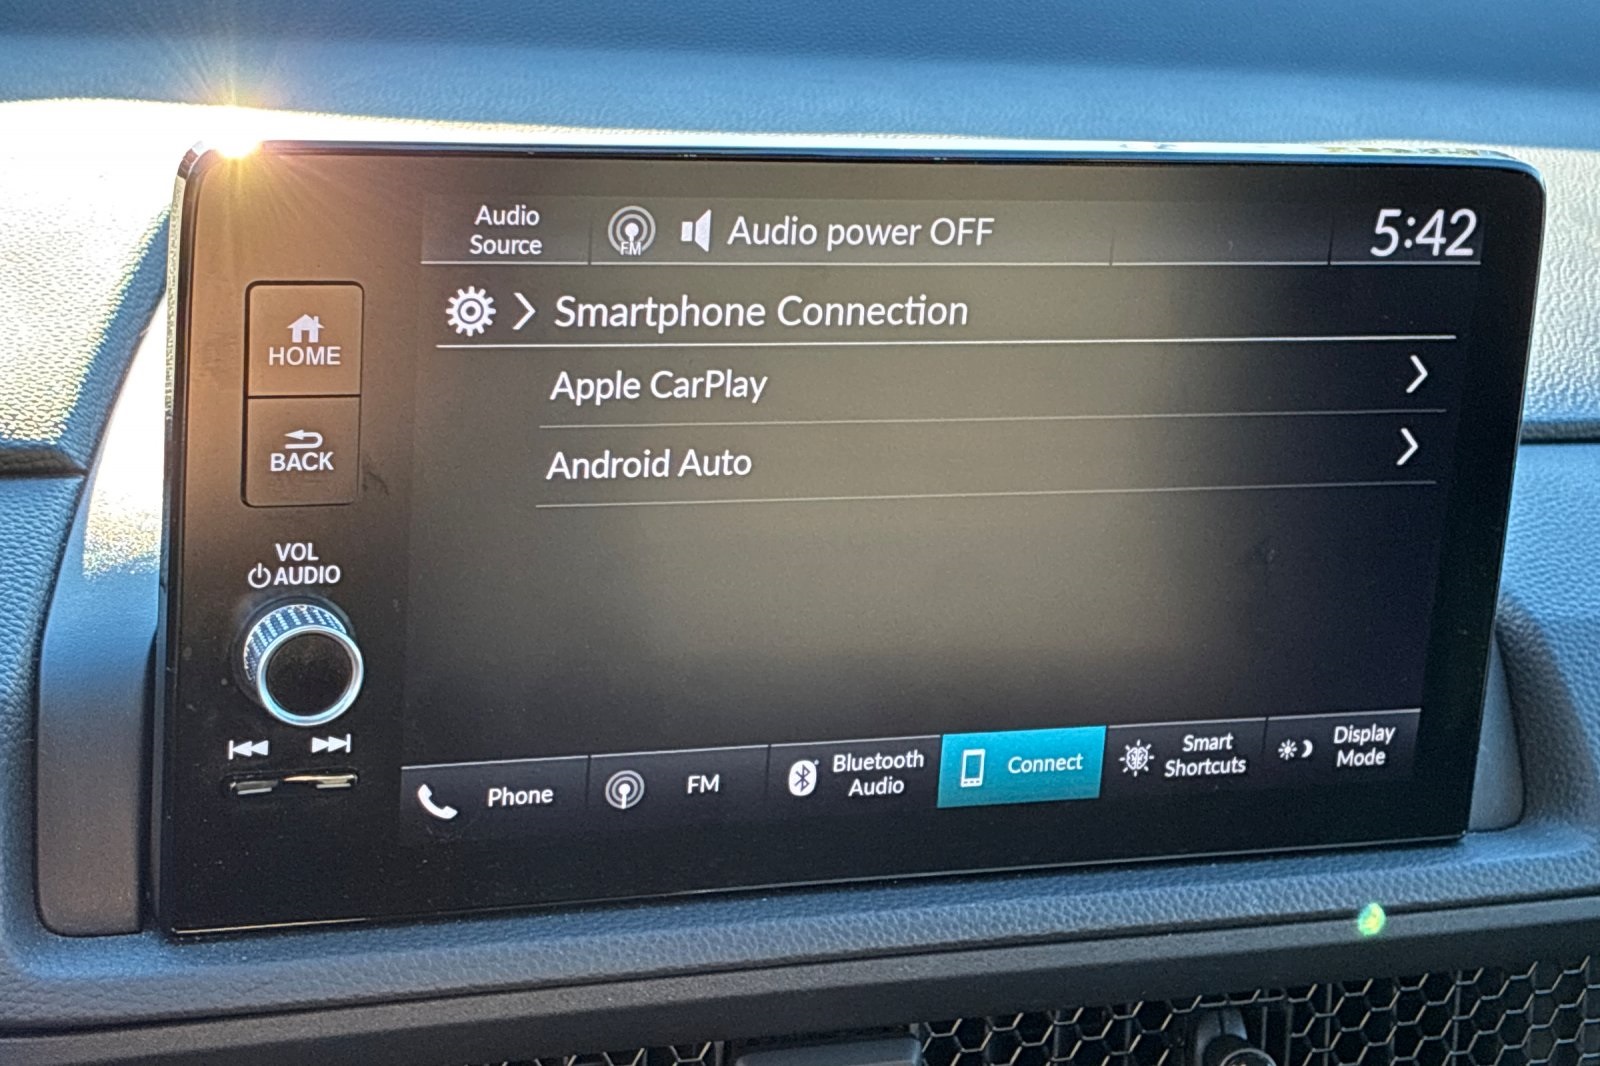 Audio
Source
FM
Audio power OFF
5:42
Smartphone Connection
HOME
Apple CarPlay
BACK
Android Auto
VOL
AUDIO
Phone
FM
Bluetooth
Audio
Connect
Smart
Shortcuts
Display
Mode